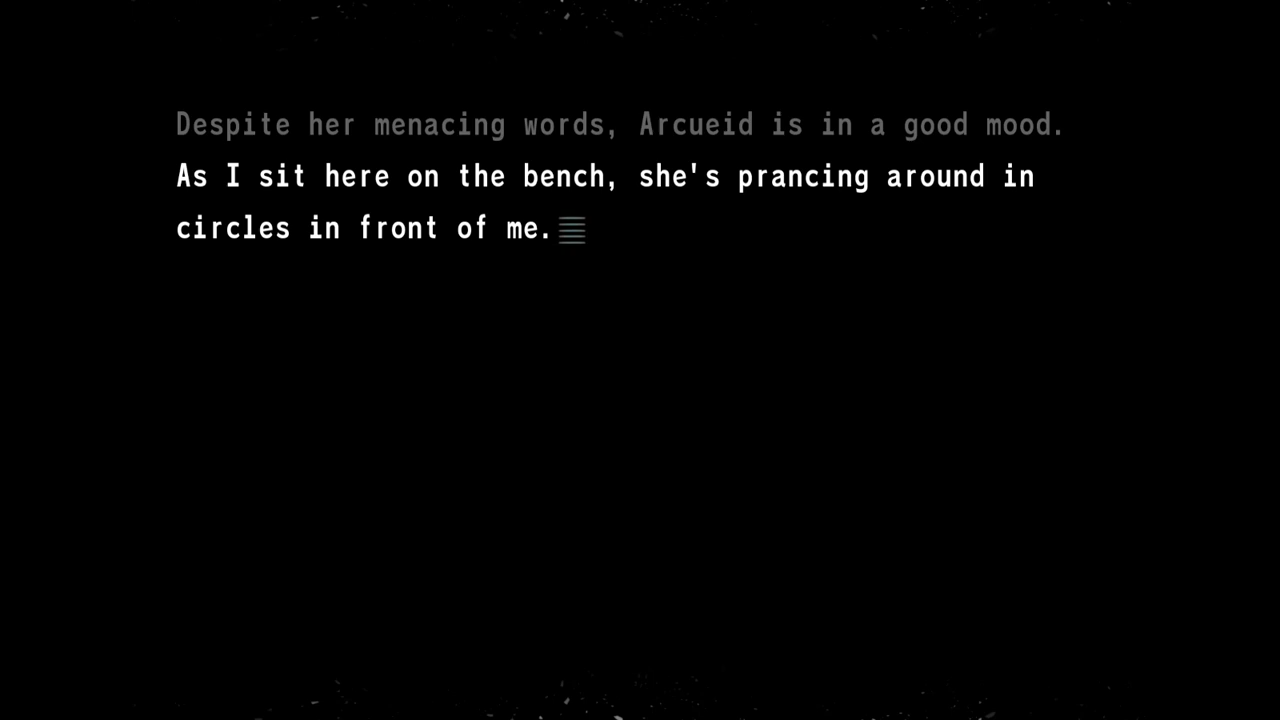 Despite her menacing words, Arcueid is in a good mood.
As I sit here on the bench, she's prancing around in
circles in front of me.